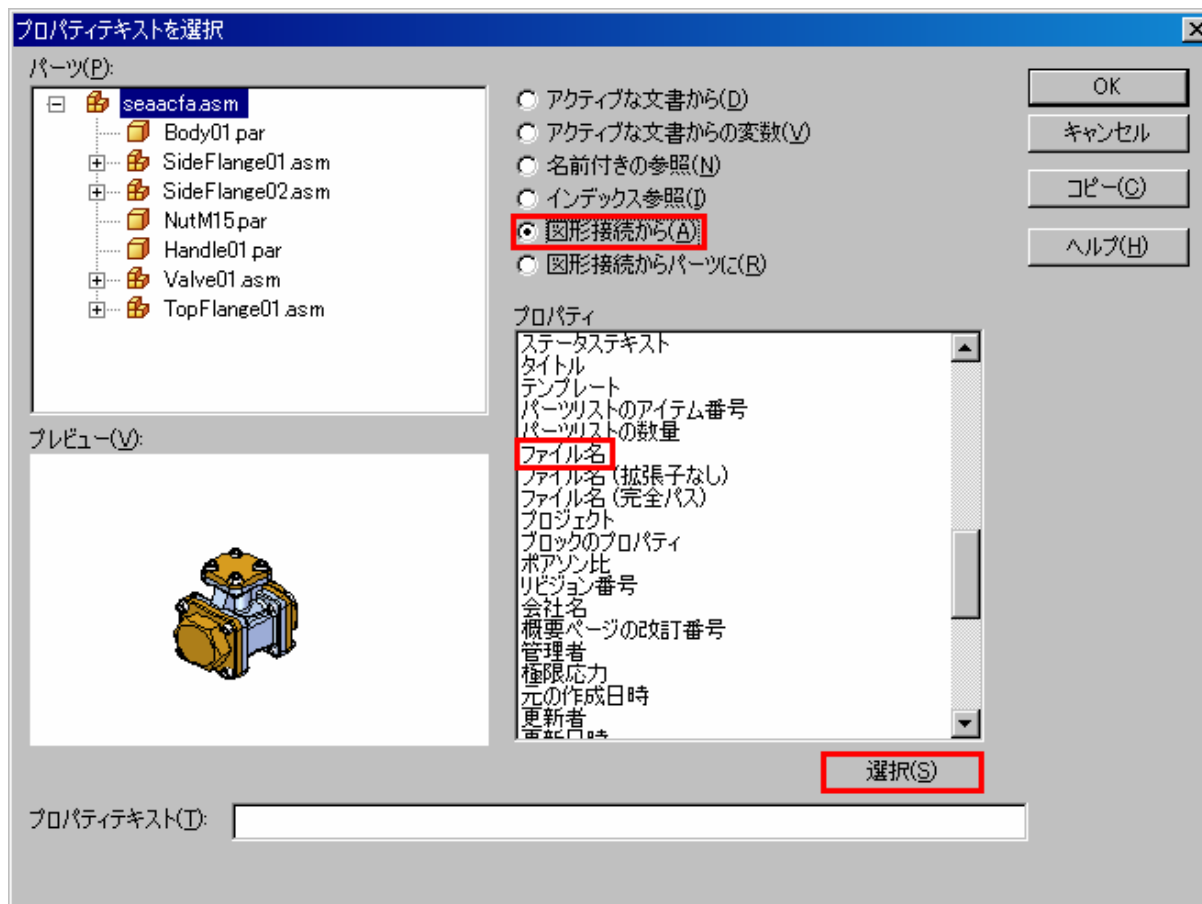 プロパティテキストを選択
パーツ(P):
seaacfa.asm
Body01.par
SideFlange01.asm
SideFlange02.asm
NutM15.par
Handle01.par
Valve01.asm
TopFlange01.asm
プレビュー(V):
アクティブな文書から(D)
アクティブな文書からの変数(V)
名前付きの参照(N)
インデックス参照(I)
図形接続から(A)
図形接続からパーツに(R)
プロパティ
ステータステキスト
タイトル
テンプレート
パーツリストのアイテム番号
パーツリストの数量
ファイル名
ファイル名 (拡張子なし)
ファイル名 (完全パス)
プロジェクト
ブロックのプロパティ
ポアソン比
リビジョン番号
会社名
概要ページの改訂番号
管理者
極限応力
元の作成日時
更新者
更新日時
選択(S)
OK
キャンセル
コピー(C)
ヘルプ(H)
プロパティテキスト(T):